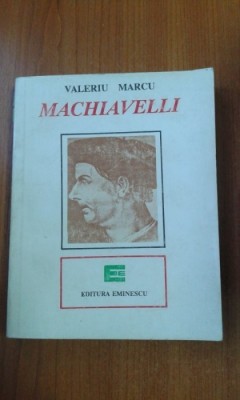 VALERIU MARCU
MACHIAVELLI
EDITURA EMINESCU